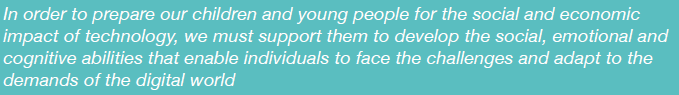 In order to prepare our children and young people for the social and economic
impact of technology, we must support them to develop the social, emotional and
cognitive abilities that enable individuals to face the challenges and adapt to the
demands of the digital world